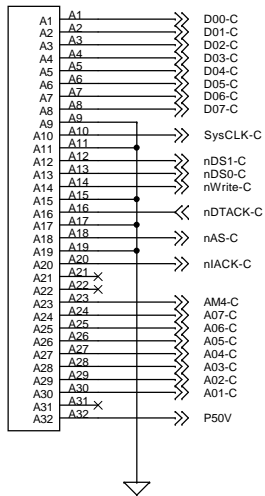 A1 A1 D00-C
A2 A2 D01-C
A3 A3 D02-C
A4 A4 D03-C
A5 A5 D04-C
A6 A6 D05-C
A7 A7 D06-C
A8 A8 D07-C
A9 A9
A10 A10 SysCLK-C
A11 A11
A12 A12 nDS1-C
A13 A13 nDS0-C
A14 A14 nWrite-C
A15 A15
A16 A16 nDTACK-C
A17 A17
A18 A18 nAS-C
A19 A19
A20 A20 nIACK-C
A21 A21
A22 A22
A23 A23 AM4-C
A24 A24 A07-C
A25 A25 A06-C
A26 A26 A05-C
A27 A27 A04-C
A28 A28 A03-C
A29 A29 A02-C
A30 A30 A01-C
A31 A31
A32 A32 P50V